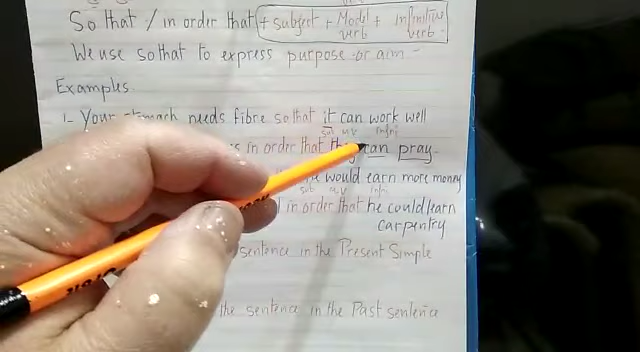 So that / in order that + subject + Modal verb + infinitive verb
We use so that to express purpose or aim
Examples
1- Your stomach needs fibre so that it can work well
sub m.v infini
in order that they can pray.
would earn more money
sub m.v infini
in order that he could learn
carpentry
sentence in the Present Simple
the sentence in the Past sentence